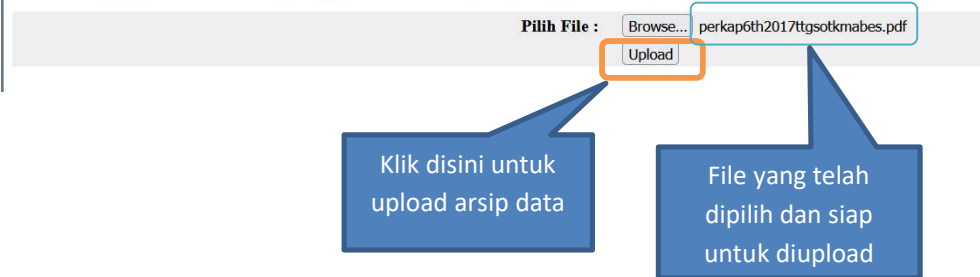 Pilih File : Browse... perkap6th2017ttgsotkmabes.pdf
Upload
Klik disini untuk
upload arsip data
File yang telah
dipilih dan siap
untuk diupload